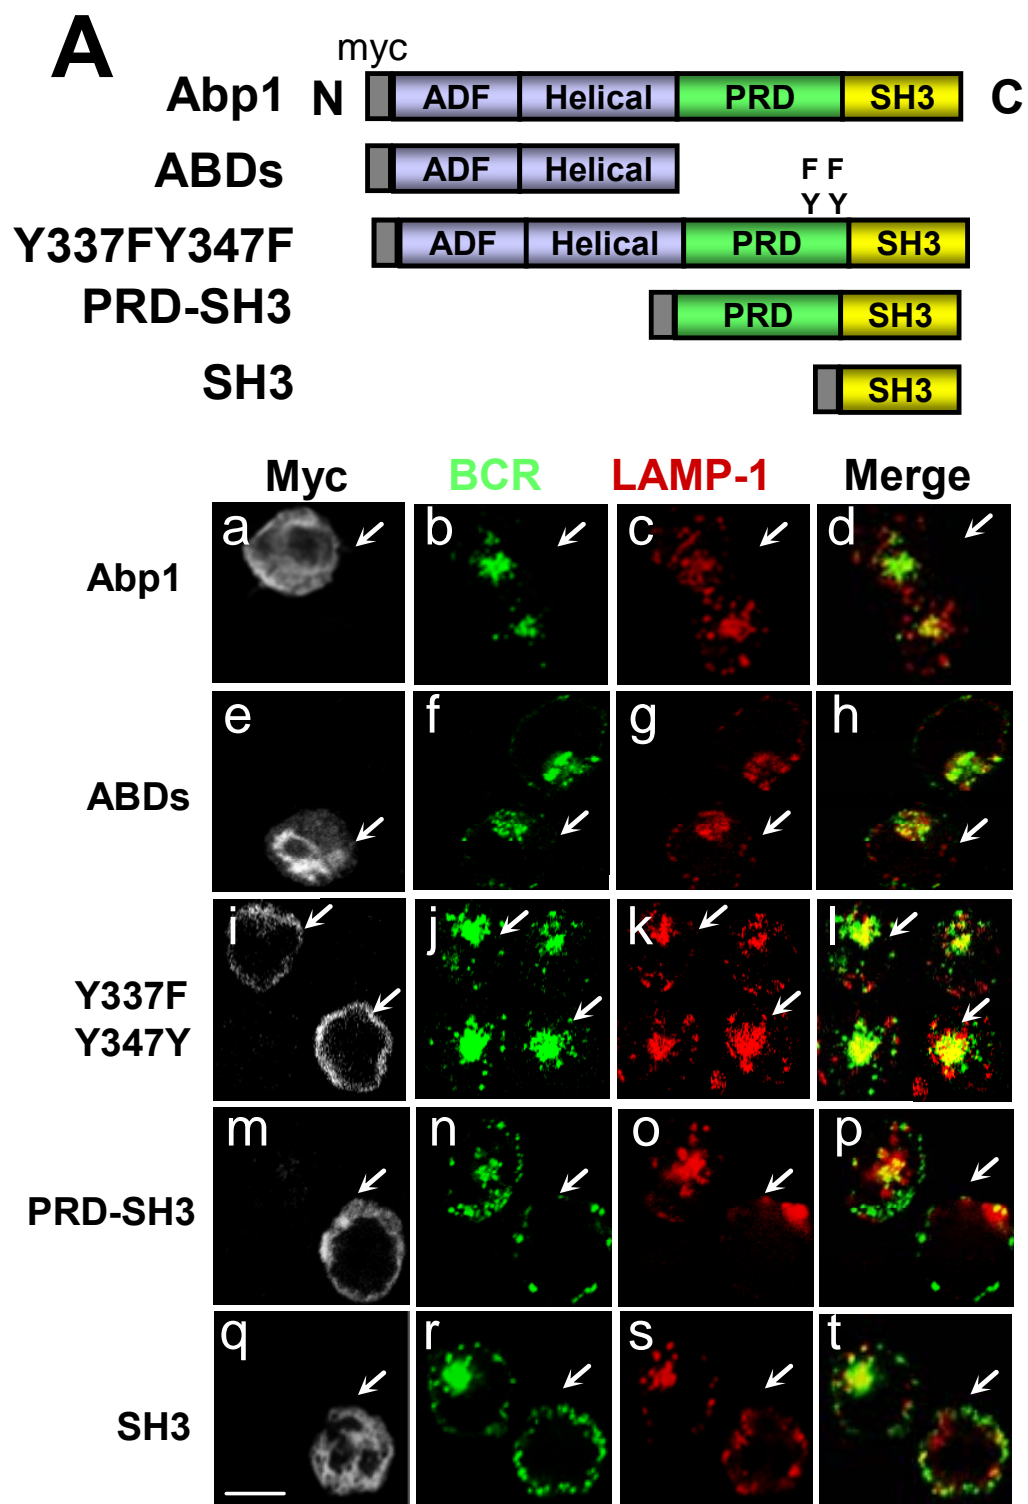 A
myc
Abp1 N ADF Helical PRD SH3 C
ABDs ADF Helical
F F
Y Y
Y337FY347F ADF Helical PRD SH3
PRD-SH3 PRD SH3
SH3 SH3
Myc BCR LAMP-1 Merge
Abp1 a b c d
ABDs e f g h
Y337F
Y347Y
i j k l
PRD-SH3 m n o p
SH3 q r s t